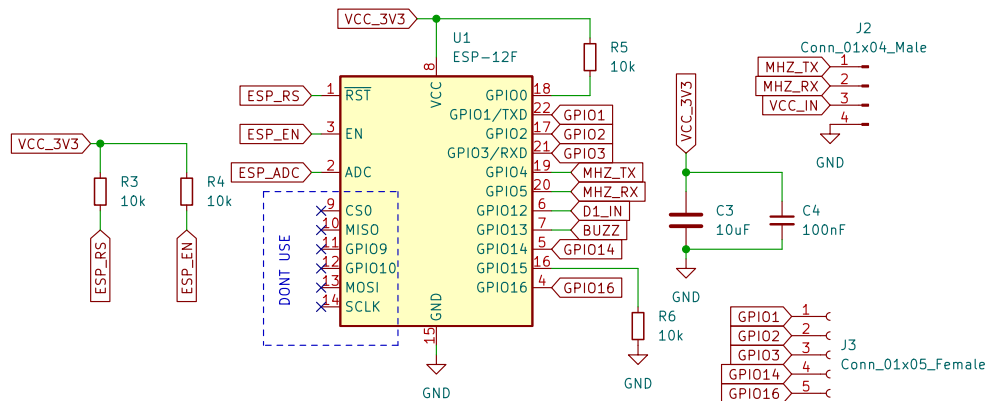 VCC_3V3
U1
ESP-12F
R5
10k
J2
Conn_01x04_Male
MHZ_TX 1
MHZ_RX 2
VCC_IN 3
4
GND
8
VCC
ESP_RS 1 RST
ESP_EN 3 EN
ESP_ADC 2 ADC
GPIO0 18
GPIO1/TXD 22 GPIO1
GPIO2 17 GPIO2
GPIO3/RXD 21 GPIO3
GPIO4 19 MHZ_TX
GPIO5 20 MHZ_RX
GPIO12 6 D1_IN
GPIO13 7 BUZZ
GPIO14 5 GPIO14
GPIO15 16
GPIO16 4 GPIO16
9 CS0
10 MISO
11 GPIO9
12 GPIO10
13 MOSI
14 SCLK
DONT USE
GND
15
GND
VCC_3V3
R3
10k
R4
10k
ESP_RS
ESP_EN
R6
10k
GND
VCC_3V3
C3
10uF
C4
100nF
GND
GPIO1 1
GPIO2 2
GPIO3 3
GPIO14 4
GPIO16 5
J3
Conn_01x05_Female